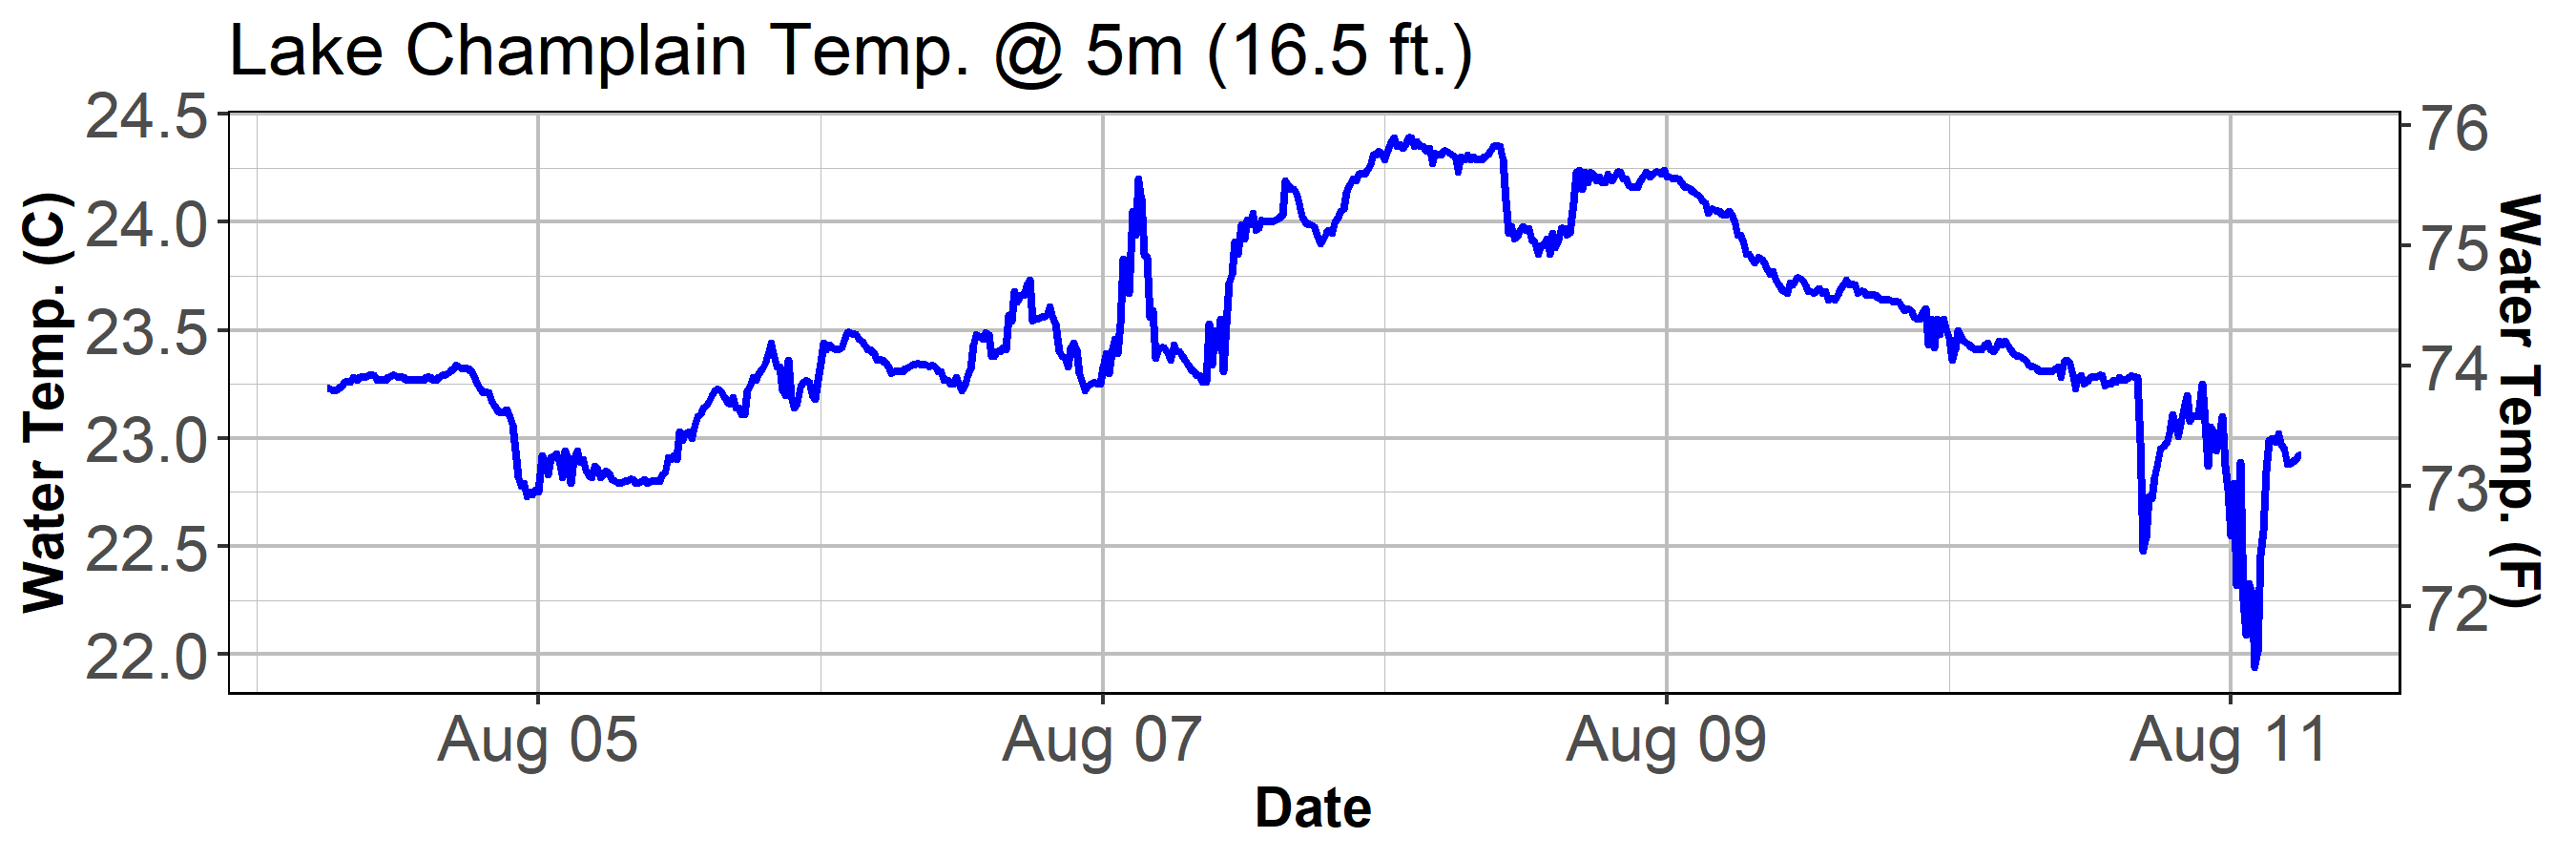 Lake Champlain Temp. @ 5m (16.5 ft.)
Water Temp. (C)
24.5
24.0
23.5
23.0
22.5
22.0
76
75
74
73
72
Water Temp. (F)
Aug 05 Aug 07 Aug 09 Aug 11
Date